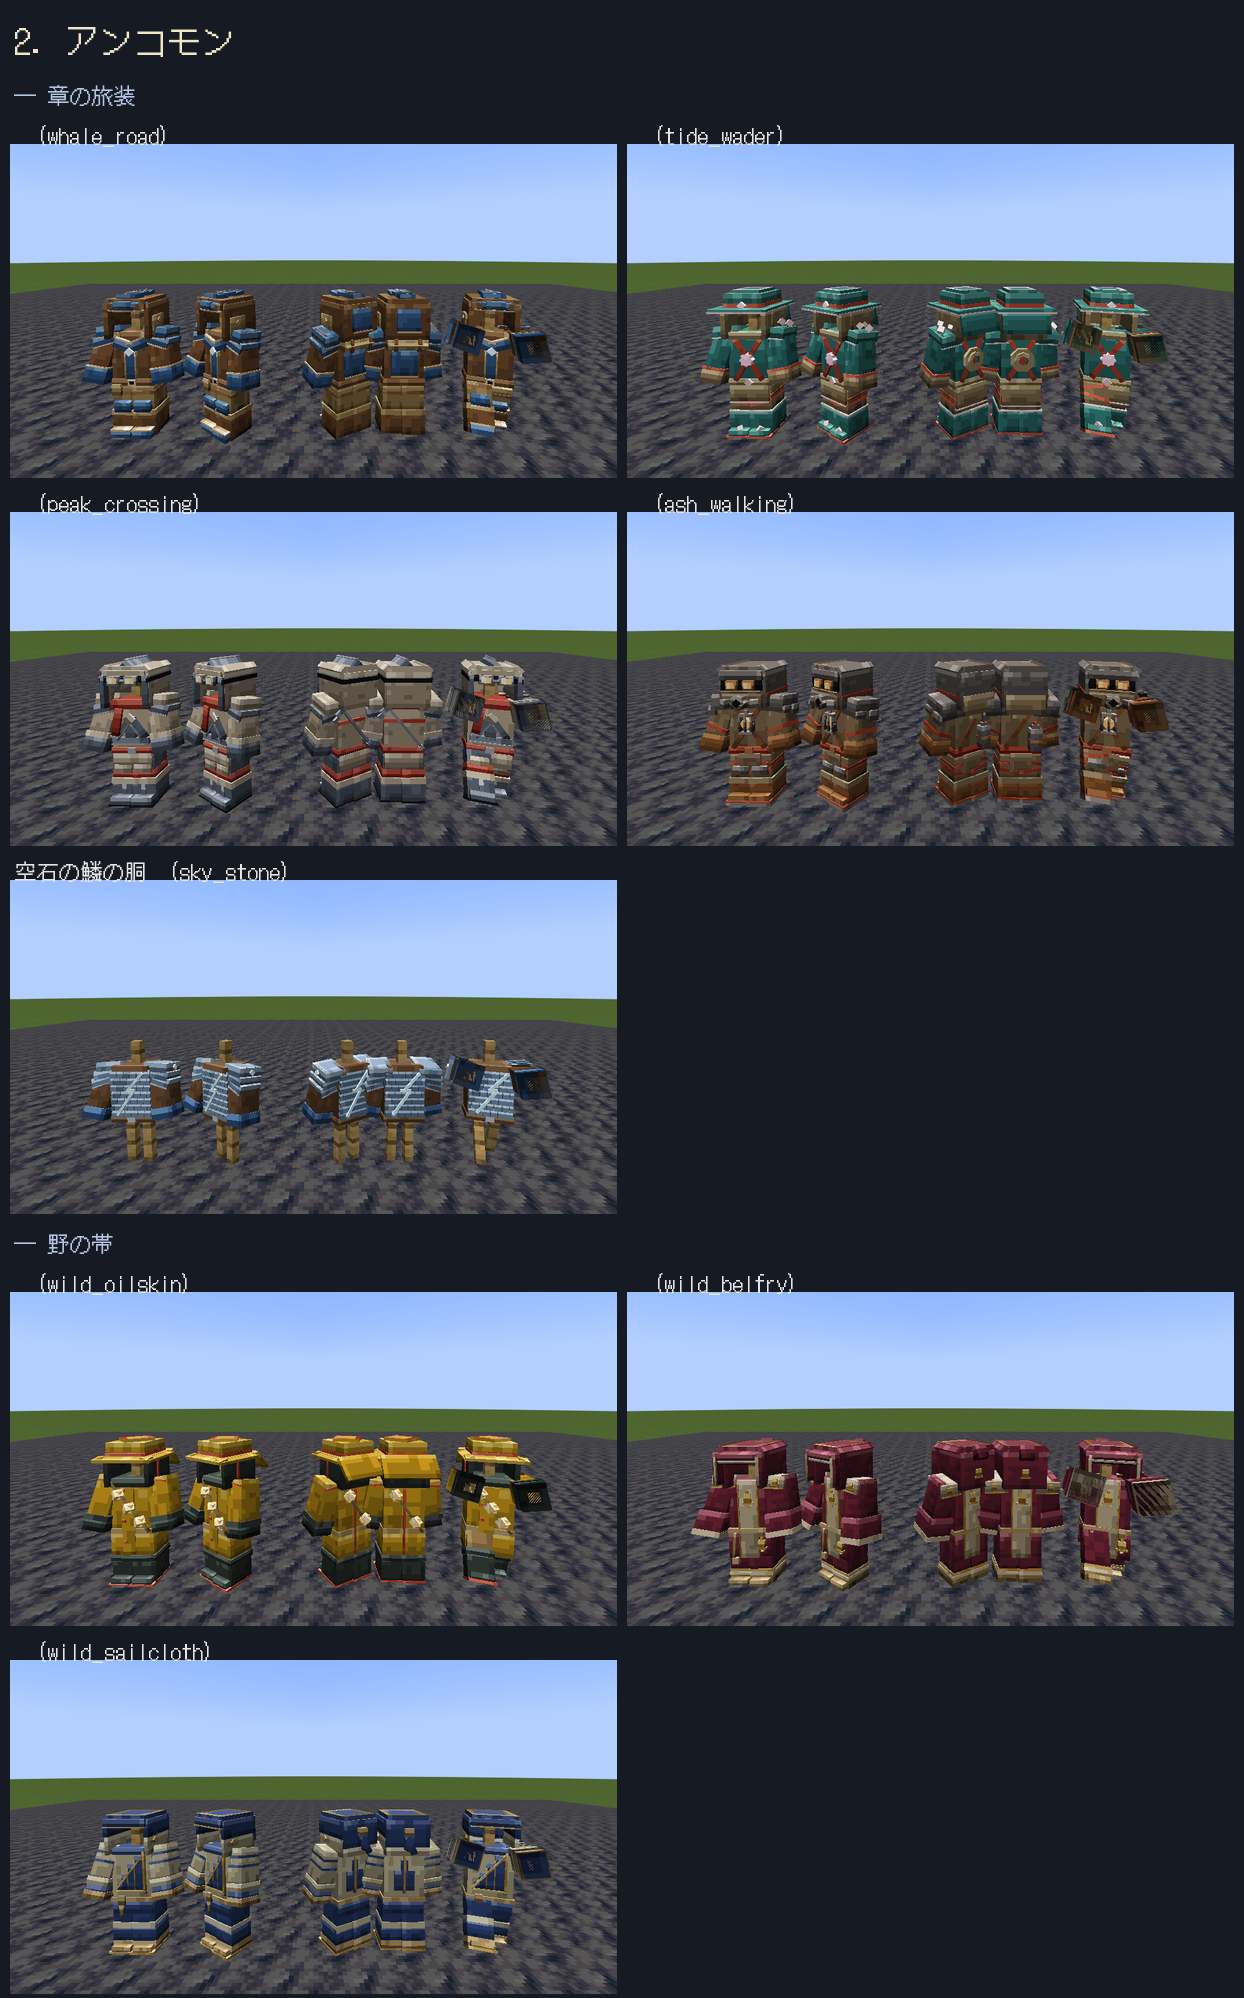 2. アンコモン
― 章の旅装
(whale_road)
(tide_wader)
(peak_crossing)
(ash_walking)
空石の鱗の胴 (sky_stone)
― 野の帯
(wild_oilskin)
(wild_belfry)
(wild_sailcloth)